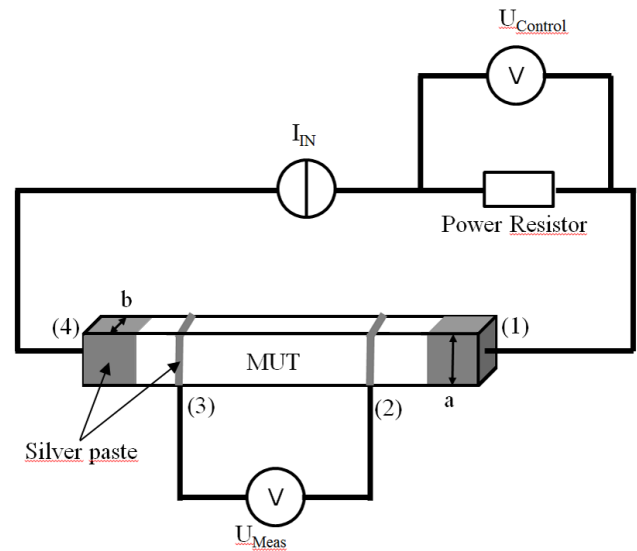 U_Control
V
I_IN
Power Resistor
b
(4)
(1)
MUT
a
(3)
(2)
Silver paste
V
U_Meas